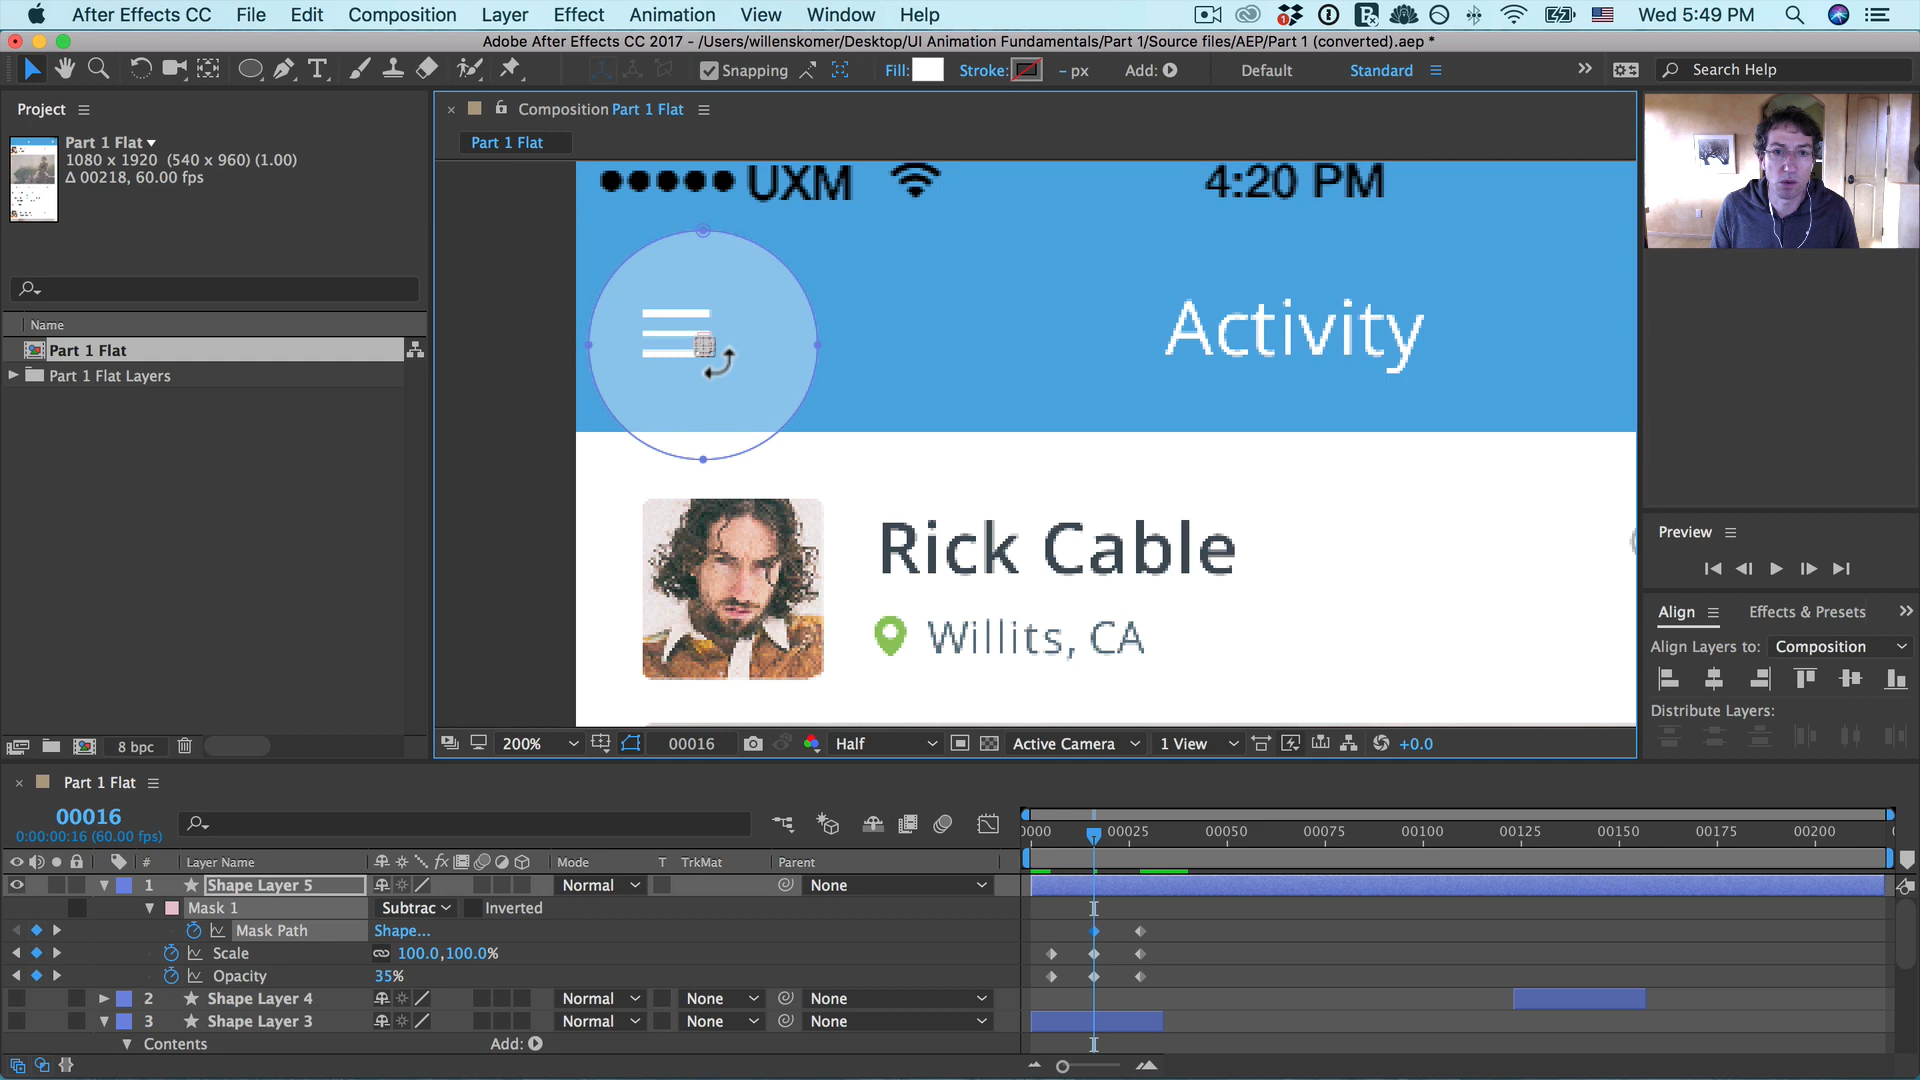 After Effects CC File Edit Composition Layer Effect Animation View Window Help Wed 5:49 PM
Adobe After Effects CC 2017 - /Users/willenskomer/Desktop/UI Animation Fundamentals/Part 1/Source files/AEP/Part 1 (converted).aep *
Snapping Fill: Stroke: - px Add: Default Standard Search Help
Project
Part 1 Flat
1080 x 1920 (540 x 960) (1.00)
Δ 00218, 60.00 fps
Name
Part 1 Flat
Part 1 Flat Layers
8 bpc
Composition Part 1 Flat
Part 1 Flat
UXM 4:20 PM
Activity
Rick Cable
Willits, CA
200% 00016 Half Active Camera 1 View +0.0
Preview
Align Effects & Presets
Align Layers to: Composition
Distribute Layers:
Part 1 Flat
00016
0:00:00:16 (60.00 fps)
0000 00025 00050 00075 00100 00125 00150 00175 00200
# Layer Name Mode T TrkMat Parent
1 Shape Layer 5 Normal None
Mask 1 Subtrac Inverted
Mask Path Shape...
Scale 100.0,100.0%
Opacity 35%
2 Shape Layer 4 Normal None None
3 Shape Layer 3 Normal None None
Contents Add: